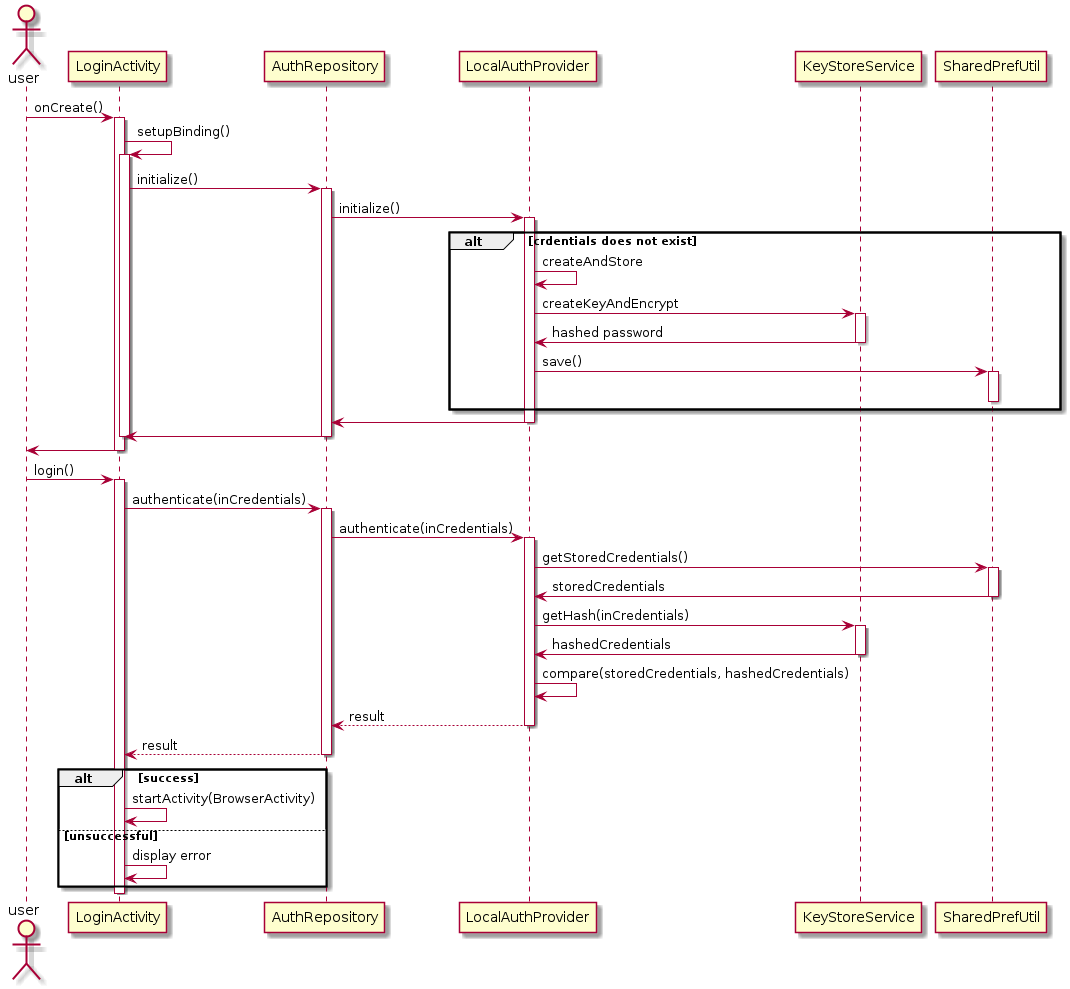 user
LoginActivity
AuthRepository
LocalAuthProvider
KeyStoreService
SharedPrefUtil
onCreate()
setupBinding()
initialize()
initialize()
alt
[crdentials does not exist]
createAndStore
createKeyAndEncrypt
hashed password
save()
login()
authenticate(inCredentials)
authenticate(inCredentials)
getStoredCredentials()
storedCredentials
getHash(inCredentials)
hashedCredentials
compare(storedCredentials, hashedCredentials)
result
result
alt
[success]
startActivity(BrowserActivity)
[unsuccessful]
display error
user
LoginActivity
AuthRepository
LocalAuthProvider
KeyStoreService
SharedPrefUtil